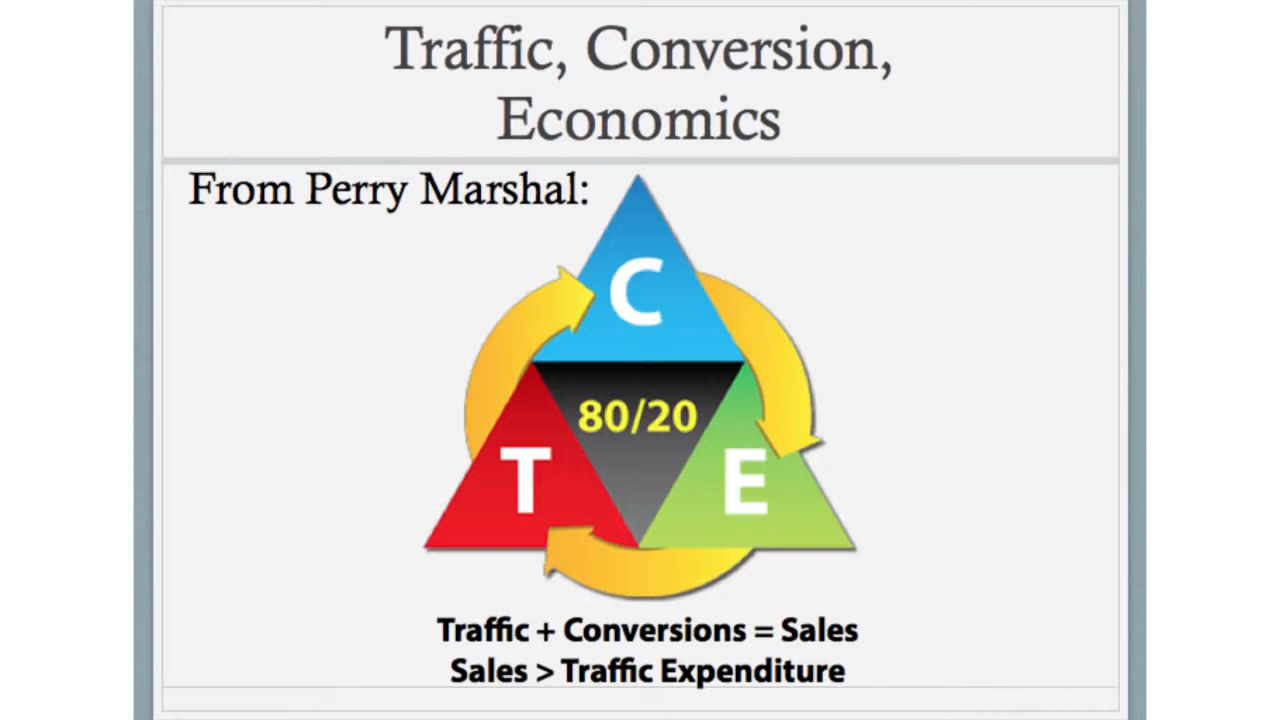 Traffic, Conversion,
Economics
From Perry Marshal:
C
80/20
T
E
Traffic + Conversions = Sales
Sales > Traffic Expenditure